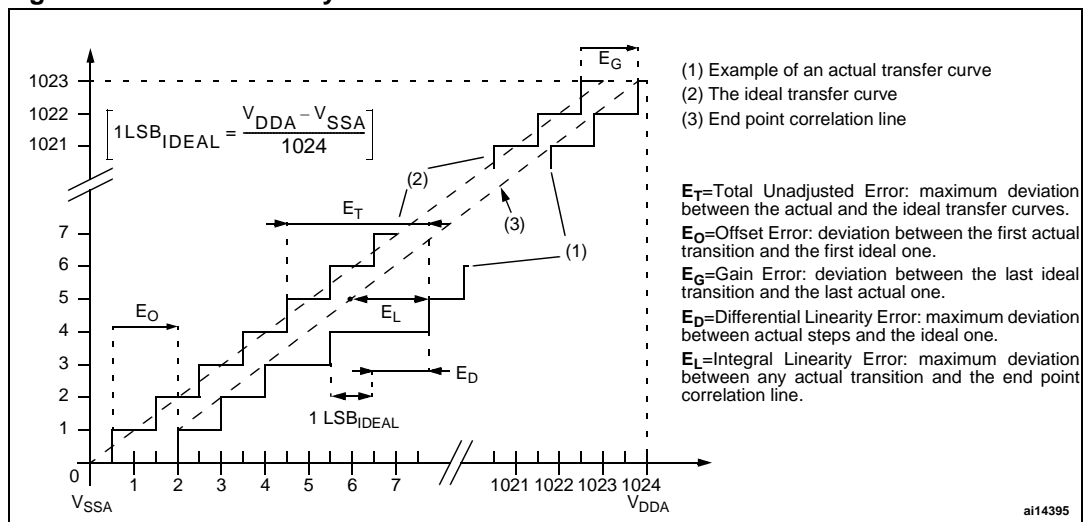 E_G
1023
1022
1021
[1LSB_IDEAL = (V_DDA – V_SSA) / 1024]
(1) Example of an actual transfer curve
(2) The ideal transfer curve
(3) End point correlation line
(2)
E_T
(3)
(1)
7
6
5
4
3
2
1
0
E_O
E_L
E_D
1 LSB_IDEAL
E_T=Total Unadjusted Error: maximum deviation
between the actual and the ideal transfer curves.
E_O=Offset Error: deviation between the first actual
transition and the first ideal one.
E_G=Gain Error: deviation between the last ideal
transition and the last actual one.
E_D=Differential Linearity Error: maximum deviation
between actual steps and the ideal one.
E_L=Integral Linearity Error: maximum deviation
between any actual transition and the end point
correlation line.
1 2 3 4 5 6 7 1021 1022 1023 1024
V_SSA
V_DDA
ai14395